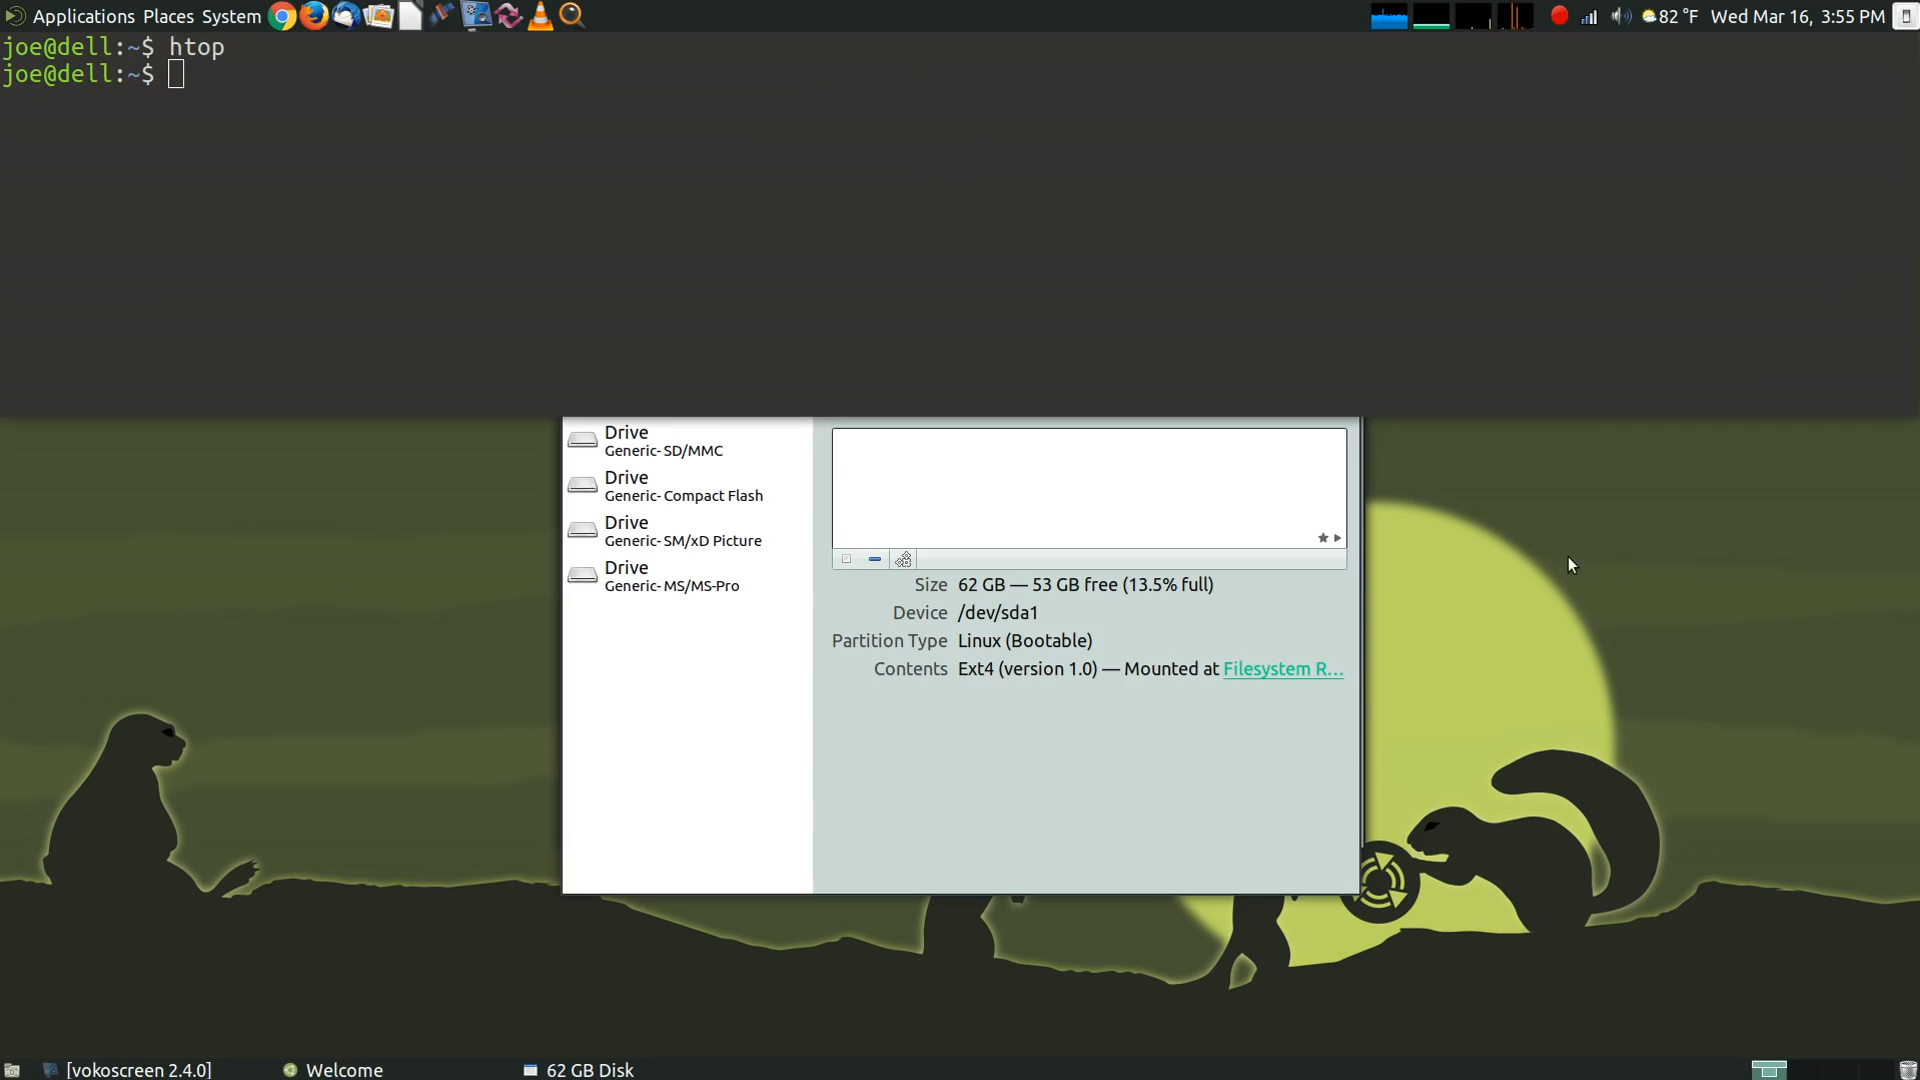 Applications Places System 82 °F Wed Mar 16, 3:55 PM
joe@dell:~$ htop
joe@dell:~$
Drive
Generic- SD/MMC
Drive
Generic- Compact Flash
Drive
Generic- SM/xD Picture
Drive
Generic- MS/MS-Pro
Size 62 GB — 53 GB free (13.5% full)
Device /dev/sda1
Partition Type Linux (Bootable)
Contents Ext4 (version 1.0) — Mounted at Filesystem R...
[vokoscreen 2.4.0] Welcome 62 GB Disk